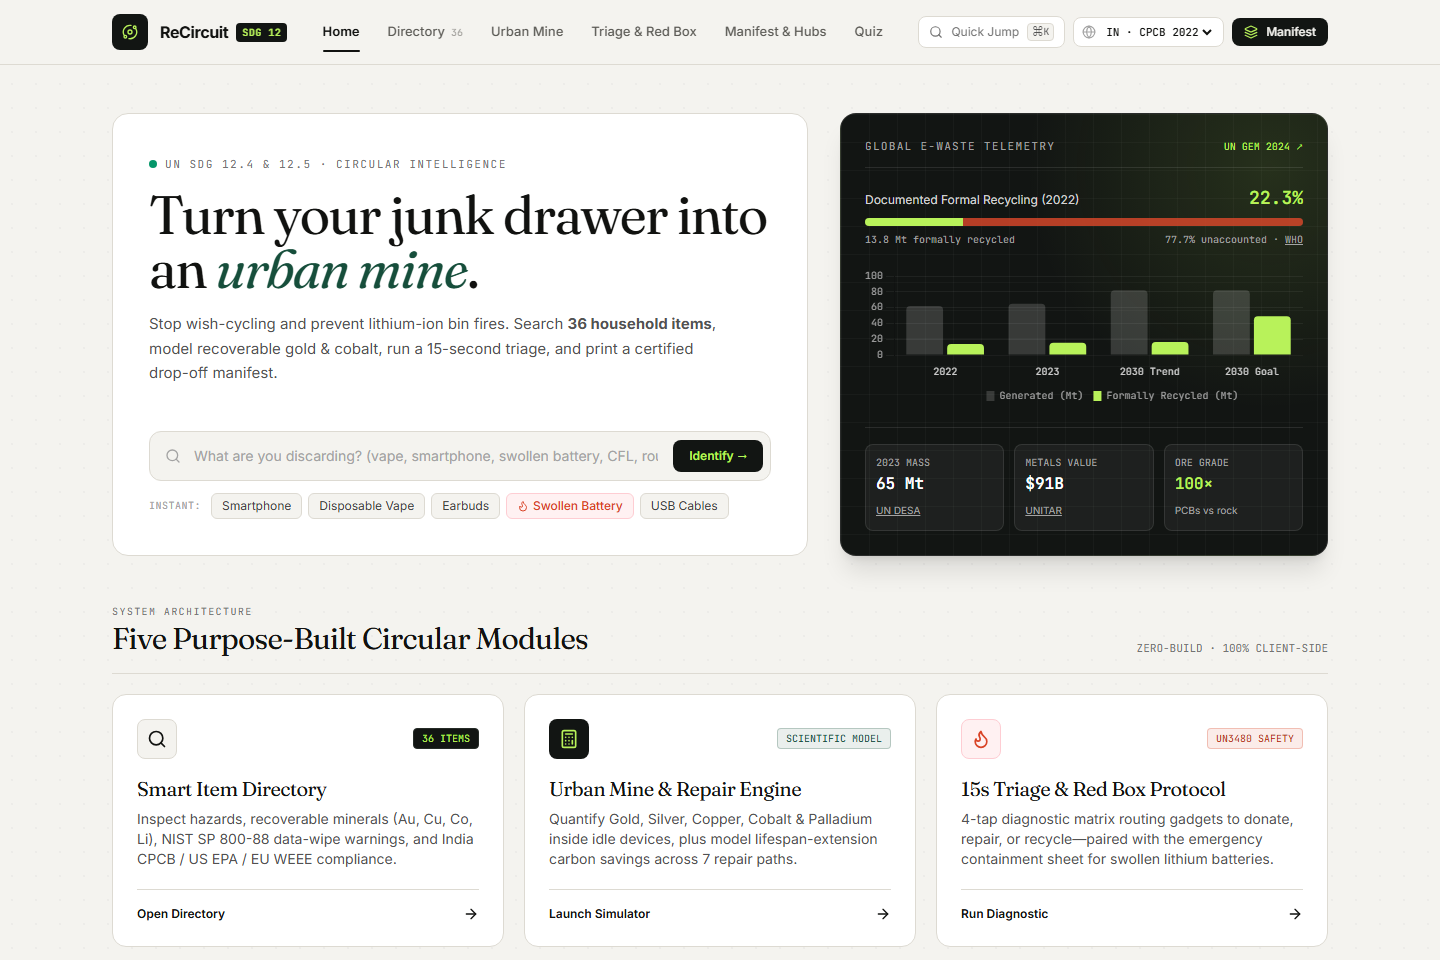 ReCircuit SDG 12 Home Directory 36 Urban Mine Triage & Red Box Manifest & Hubs Quiz Quick Jump ⌘K IN · CPCB 2022 Manifest
UN SDG 12.4 & 12.5 · CIRCULAR INTELLIGENCE
Turn your junk drawer into
an urban mine.
Stop wish-cycling and prevent lithium-ion bin fires. Search 36 household items,
model recoverable gold & cobalt, run a 15-second triage, and print a certified
drop-off manifest.
What are you discarding? (vape, smartphone, swollen battery, CFL, rou
Identify →
INSTANT: Smartphone Disposable Vape Earbuds Swollen Battery USB Cables
GLOBAL E-WASTE TELEMETRY UN GEM 2024 ↗
Documented Formal Recycling (2022) 22.3%
13.8 Mt formally recycled 77.7% unaccounted · WHO
100
80
60
40
20
0
2022 2023 2030 Trend 2030 Goal
Generated (Mt) Formally Recycled (Mt)
2023 MASS
65 Mt
UN DESA
METALS VALUE
$91B
UNITAR
ORE GRADE
100×
PCBs vs rock
SYSTEM ARCHITECTURE
Five Purpose-Built Circular Modules
ZERO-BUILD · 100% CLIENT-SIDE
36 ITEMS
Smart Item Directory
Inspect hazards, recoverable minerals (Au, Cu, Co,
Li), NIST SP 800-88 data-wipe warnings, and India
CPCB / US EPA / EU WEEE compliance.
Open Directory →
SCIENTIFIC MODEL
Urban Mine & Repair Engine
Quantify Gold, Silver, Copper, Cobalt & Palladium
inside idle devices, plus model lifespan-extension
carbon savings across 7 repair paths.
Launch Simulator →
UN3480 SAFETY
15s Triage & Red Box Protocol
4-tap diagnostic matrix routing gadgets to donate,
repair, or recycle—paired with the emergency
containment sheet for swollen lithium batteries.
Run Diagnostic →